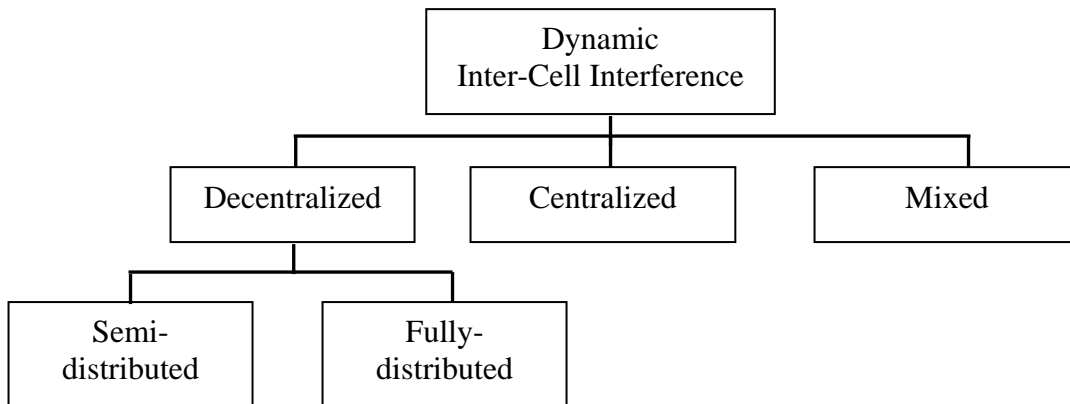 Dynamic
Inter-Cell Interference
Decentralized
Centralized
Mixed
Semi-
distributed
Fully-
distributed